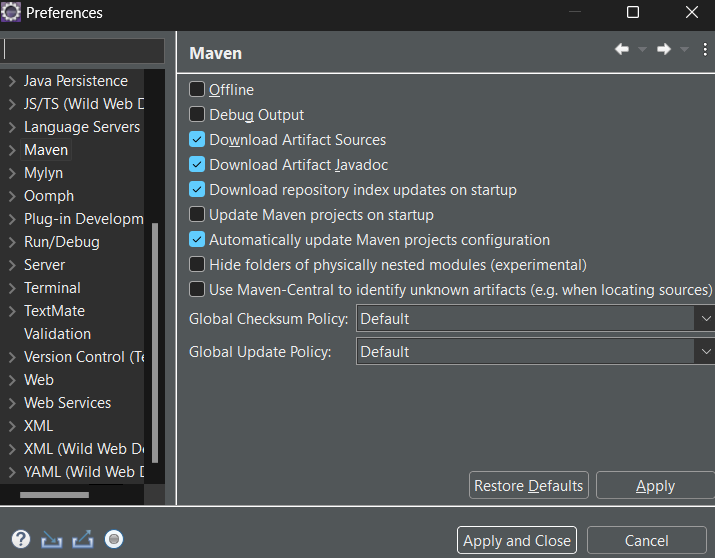 Preferences
Maven
Java Persistence
JS/TS (Wild Web D
Language Servers
Maven
Mylyn
Oomph
Plug-in Developm
Run/Debug
Server
Terminal
TextMate
Validation
Version Control (Te
Web
Web Services
XML
XML (Wild Web De
YAML (Wild Web D
Offline
Debug Output
Download Artifact Sources
Download Artifact Javadoc
Download repository index updates on startup
Update Maven projects on startup
Automatically update Maven projects configuration
Hide folders of physically nested modules (experimental)
Use Maven-Central to identify unknown artifacts (e.g. when locating sources)
Global Checksum Policy: Default
Global Update Policy: Default
Restore Defaults Apply
? Apply and Close Cancel